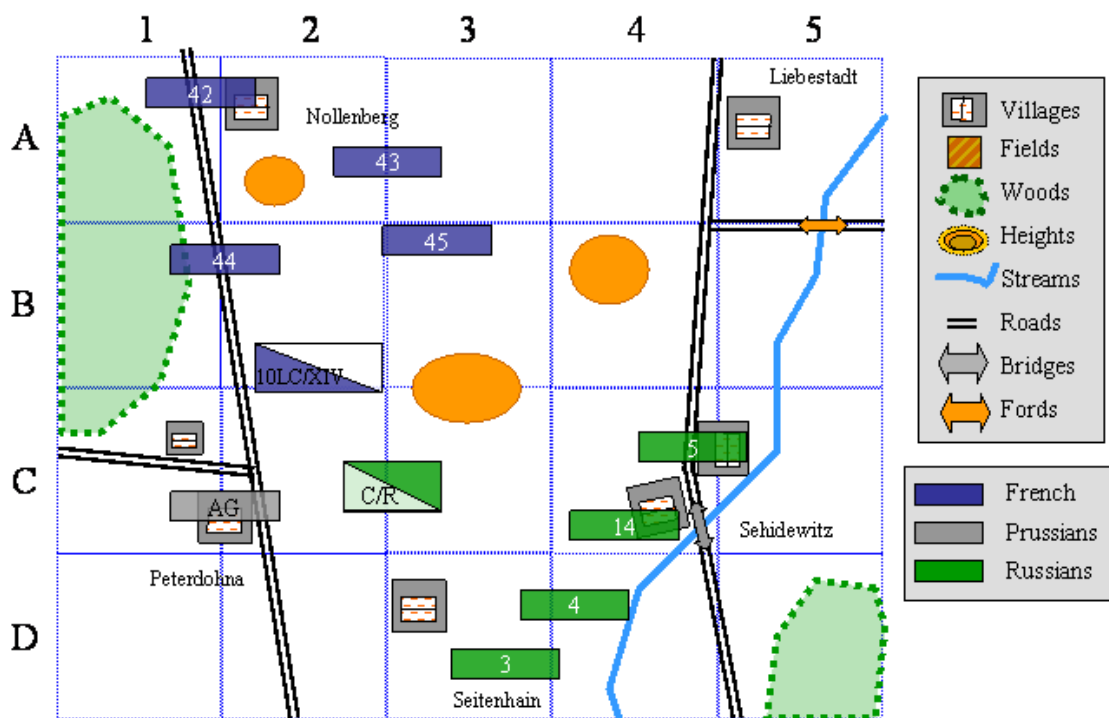 1 2 3 4 5
A
B
C
D
Liebestadt
42
Nollenberg
43
44
45
10LC/XIV
5
C/R
AG
14
Sehidewitz
Peterdohna
4
3
Seitenhain
Villages
Fields
Woods
Heights
Streams
Roads
Bridges
Fords
French
Prussians
Russians